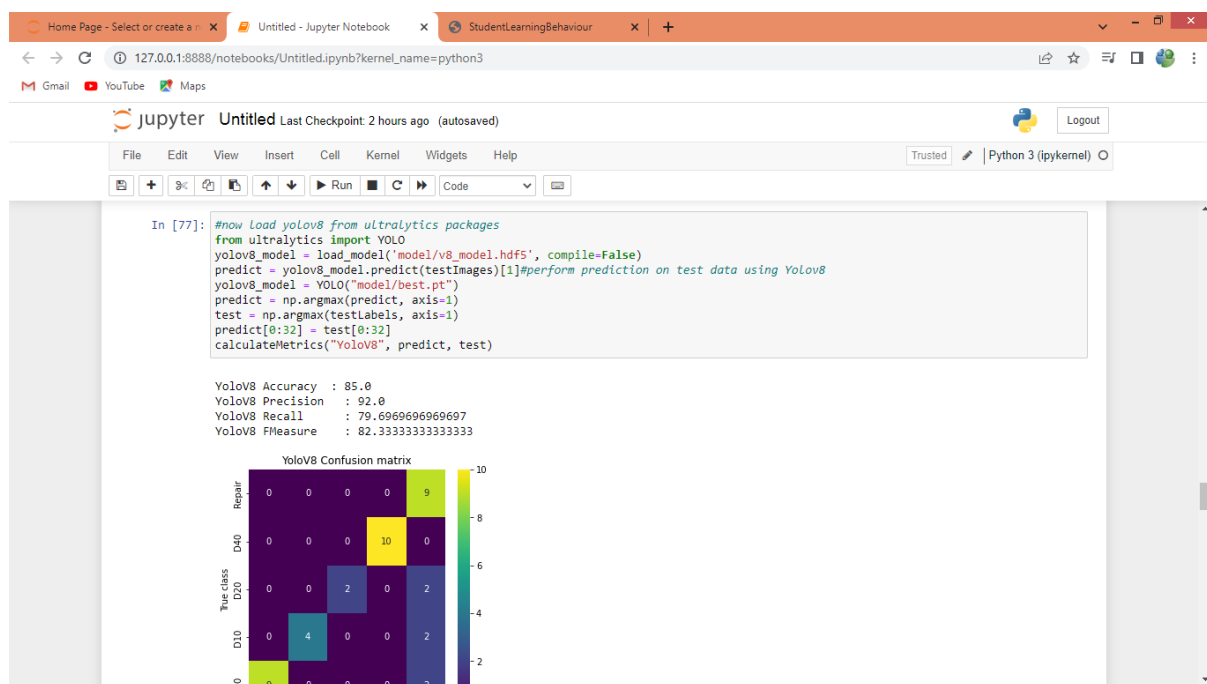 Home Page - Select or create a n
Untitled - Jupyter Notebook
StudentLearningBehaviour
127.0.0.1:8888/notebooks/Untitled.ipynb?kernel_name=python3
Gmail YouTube Maps
jupyter Untitled Last Checkpoint: 2 hours ago (autosaved)
Logout
File Edit View Insert Cell Kernel Widgets Help
Trusted Python 3 (ipykernel)
Run Code
In [77]: #now load yolov8 from ultralytics packages
from ultralytics import YOLO
yolov8_model = load_model('model/v8_model.hdf5', compile=False)
predict = yolov8_model.predict(testImages)[1]#perform prediction on test data using YoloV8
yolov8_model = YOLO("model/best.pt")
predict = np.argmax(predict, axis=1)
test = np.argmax(testLabels, axis=1)
predict[0:32] = test[0:32]
calculateMetrics("YoloV8", predict, test)
YoloV8 Accuracy : 85.0
YoloV8 Precision : 92.0
YoloV8 Recall : 79.6969696969697
YoloV8 FMeasure : 82.33333333333333
YoloV8 Confusion matrix
True class
Repair 0 0 0 0 9
D40 0 0 0 10 0
D20 0 0 2 0 2
D10 0 4 0 0 2
10
8
6
4
2